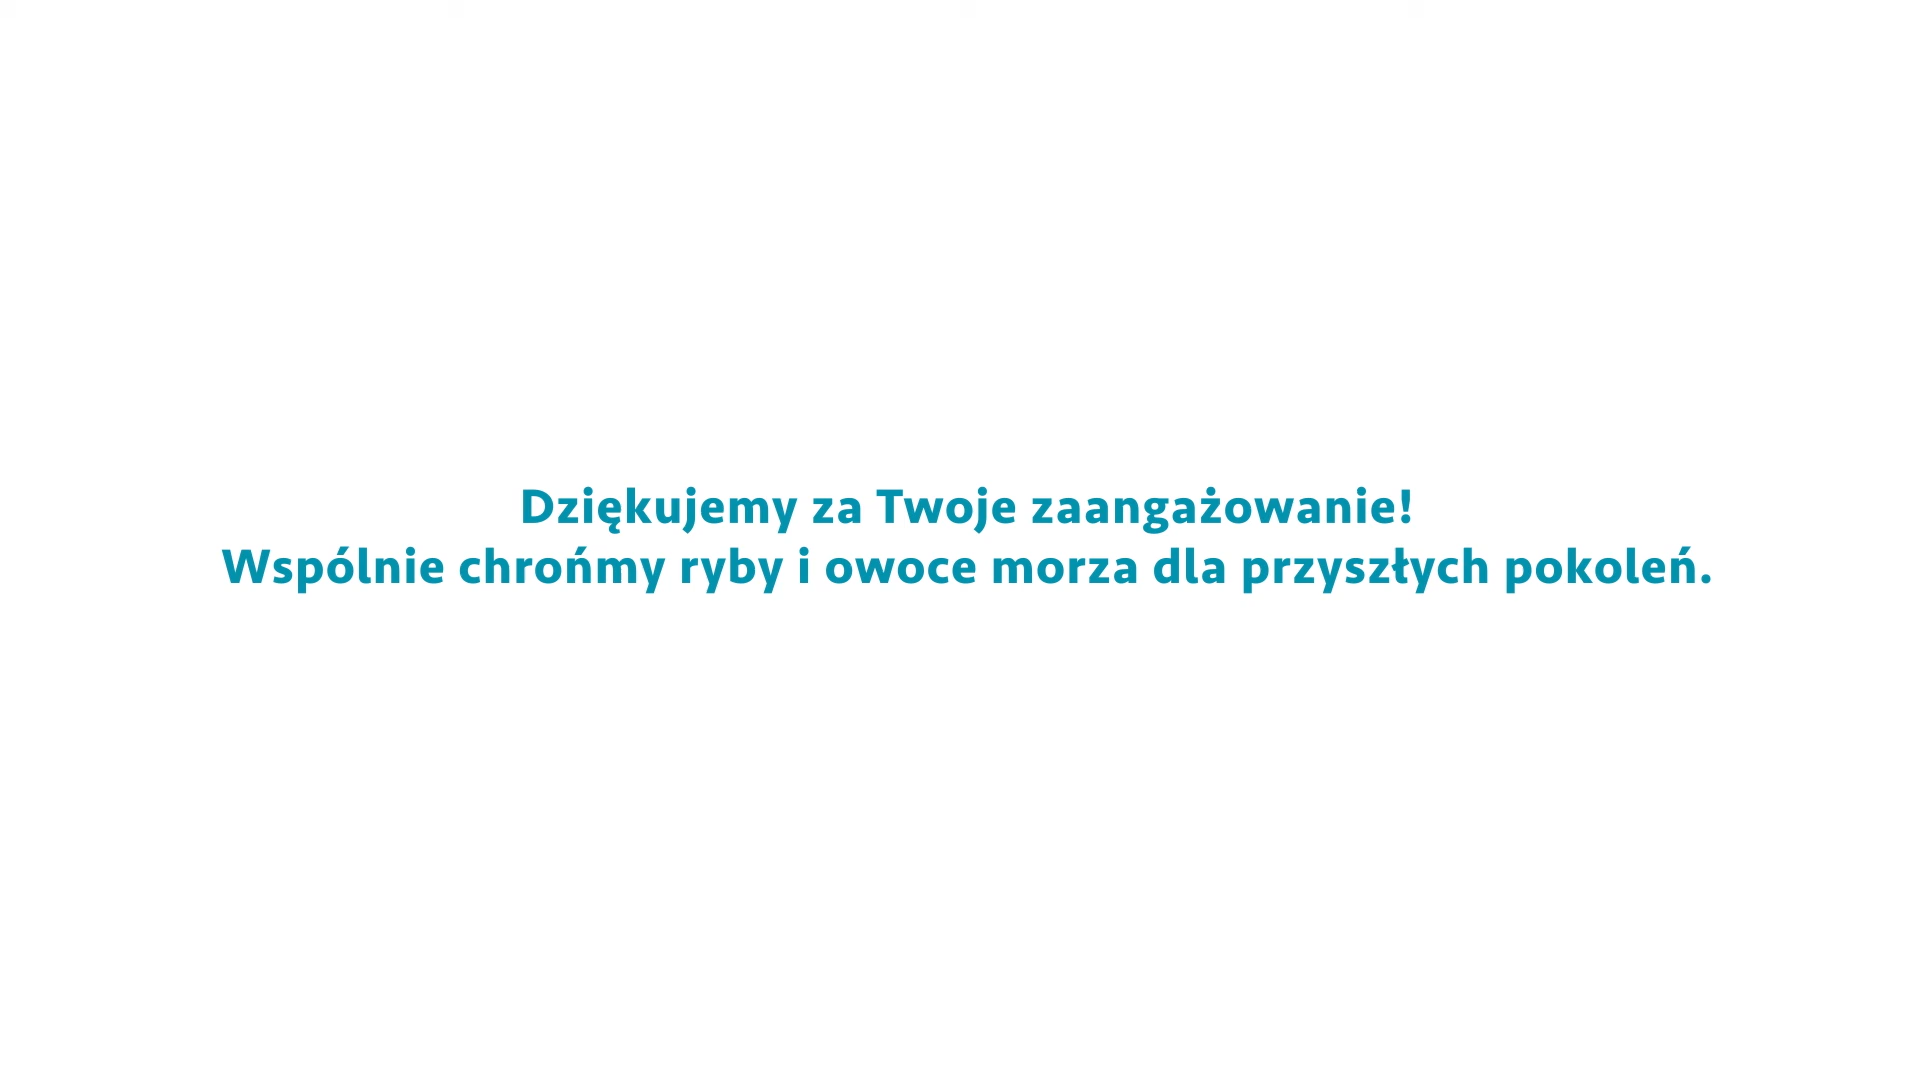 Dziękujemy za Twoje zaangażowanie!
Wspólnie chrońmy ryby i owoce morza dla przyszłych pokoleń.